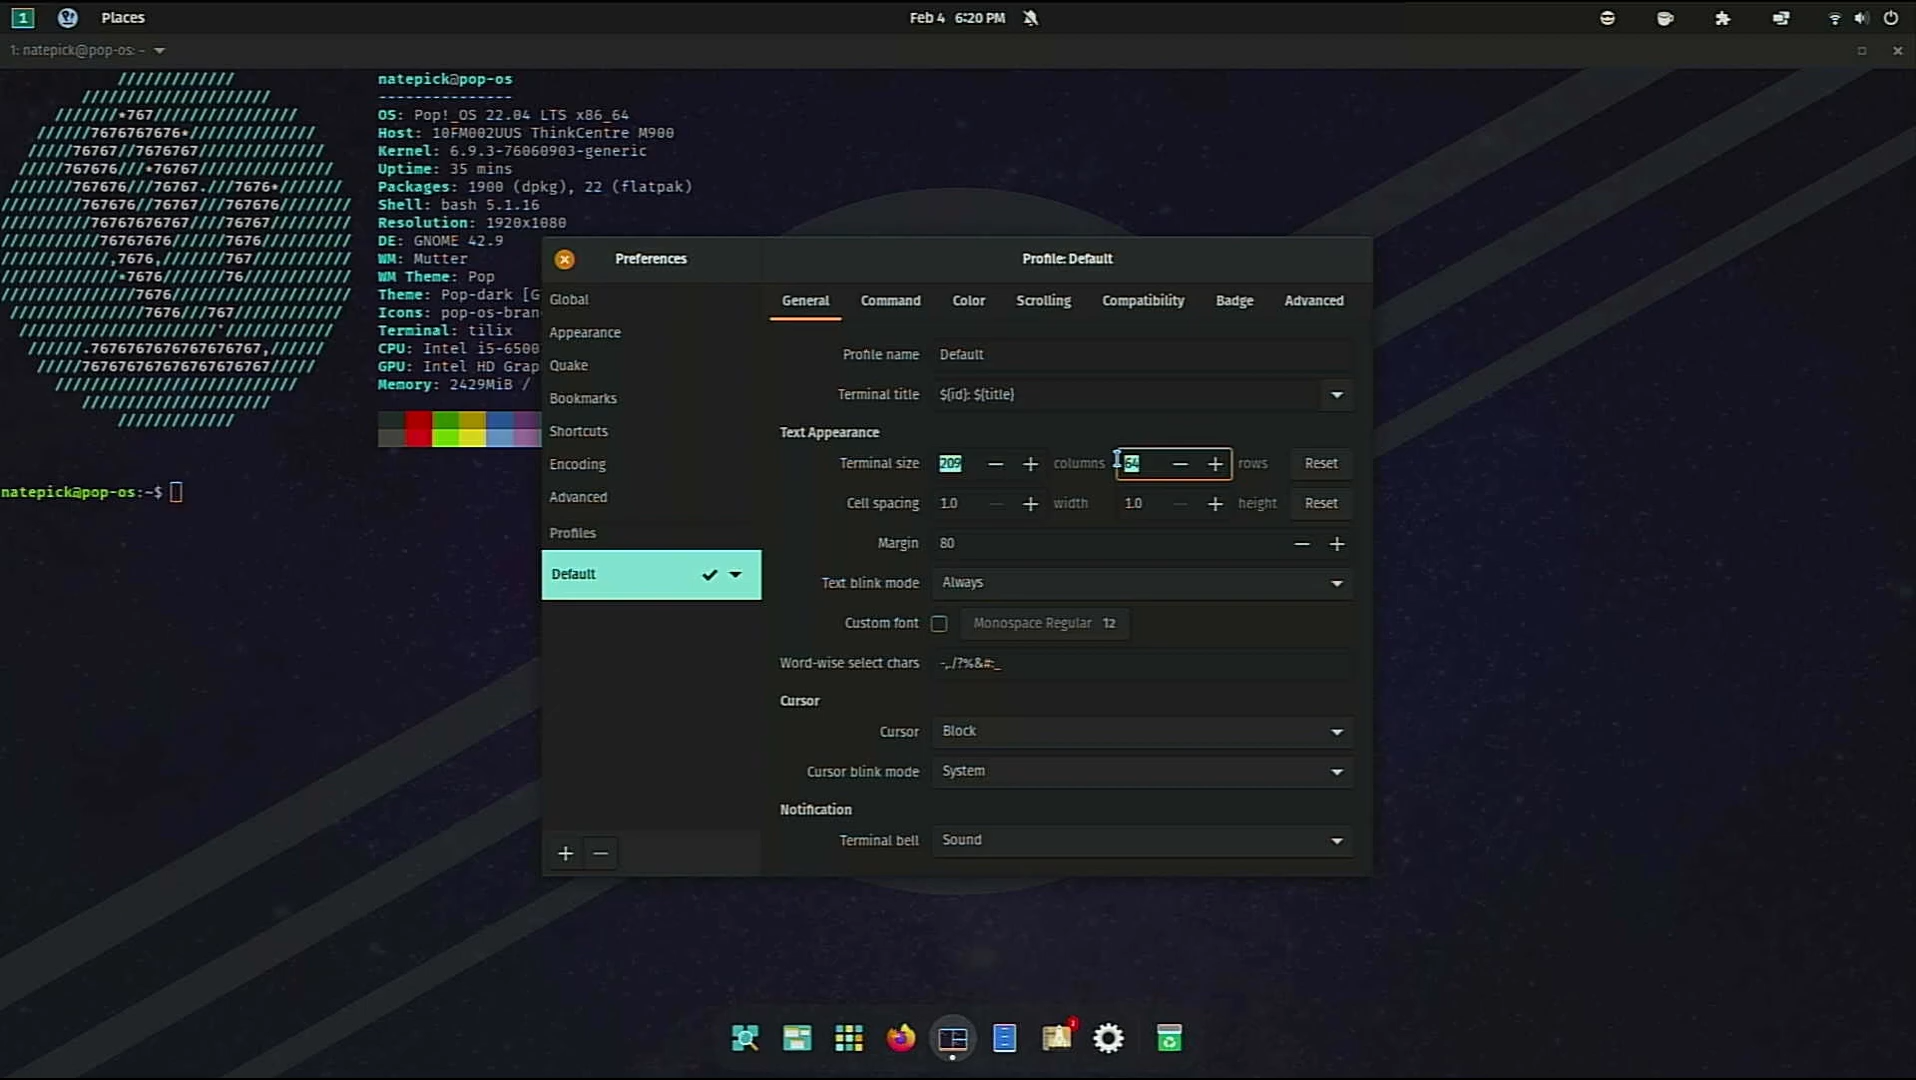 1
Places
Feb 4 6:20 PM
1: natepick@pop-os: ~
natepick@pop-os
---------------
OS: Pop!_OS 22.04 LTS x86_64
Host: 10FM002UUS ThinkCentre M900
Kernel: 6.9.3-76060903-generic
Uptime: 35 mins
Packages: 1900 (dpkg), 22 (flatpak)
Shell: bash 5.1.16
Resolution: 1920x1080
DE: GNOME 42.9
WM: Mutter
WM Theme: Pop
Theme: Pop-dark [G
Icons: pop-os-bran
Terminal: tilix
CPU: Intel i5-6500
GPU: Intel HD Grap
Memory: 2429MiB /
natepick@pop-os:~$
Preferences
Global
Appearance
Quake
Bookmarks
Shortcuts
Encoding
Advanced
Profiles
Default
Profile: Default
General Command Color Scrolling Compatibility Badge Advanced
Profile name Default
Terminal title ${id}: ${title}
Text Appearance
Terminal size 209 − + columns 54 − + rows Reset
Cell spacing 1.0 − + width 1.0 − + height Reset
Margin 80 − +
Text blink mode Always
Custom font Monospace Regular 12
Word-wise select chars -,./?%&#:_
Cursor
Cursor Block
Cursor blink mode System
Notification
Terminal bell Sound
+ −